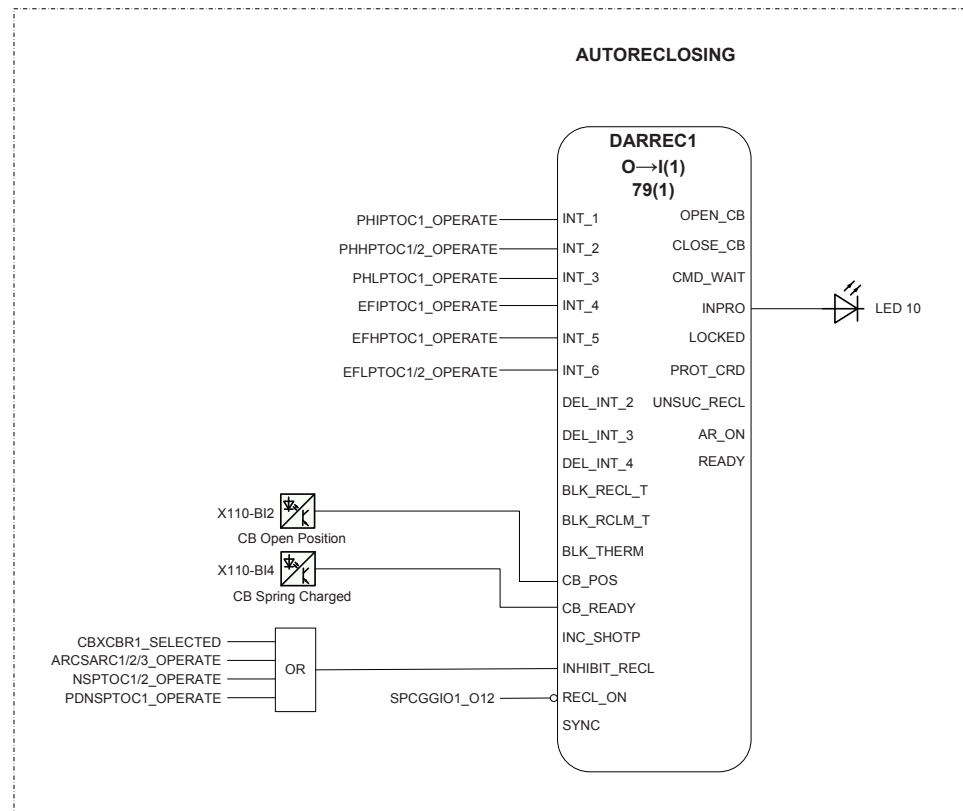 AUTORECLOSING
DARREC1
O→I(1)
79(1)
PHIPTOC1_OPERATE
INT_1
OPEN_CB
PHHPTOC1/2_OPERATE
INT_2
CLOSE_CB
PHLPTOC1_OPERATE
INT_3
CMD_WAIT
EFIPTOC1_OPERATE
INT_4
INPRO
LED 10
EFHPTOC1_OPERATE
INT_5
LOCKED
EFLPTOC1/2_OPERATE
INT_6
PROT_CRD
DEL_INT_2
UNSUC_RECL
DEL_INT_3
AR_ON
DEL_INT_4
READY
BLK_RECL_T
X110-BI2
CB Open Position
BLK_RCLM_T
BLK_THERM
X110-BI4
CB Spring Charged
CB_POS
CB_READY
INC_SHOTP
CBXCBR1_SELECTED
ARCSARC1/2/3_OPERATE
NSPTOC1/2_OPERATE
PDNSPTOC1_OPERATE
OR
INHIBIT_RECL
SPCGGIO1_O12
RECL_ON
SYNC